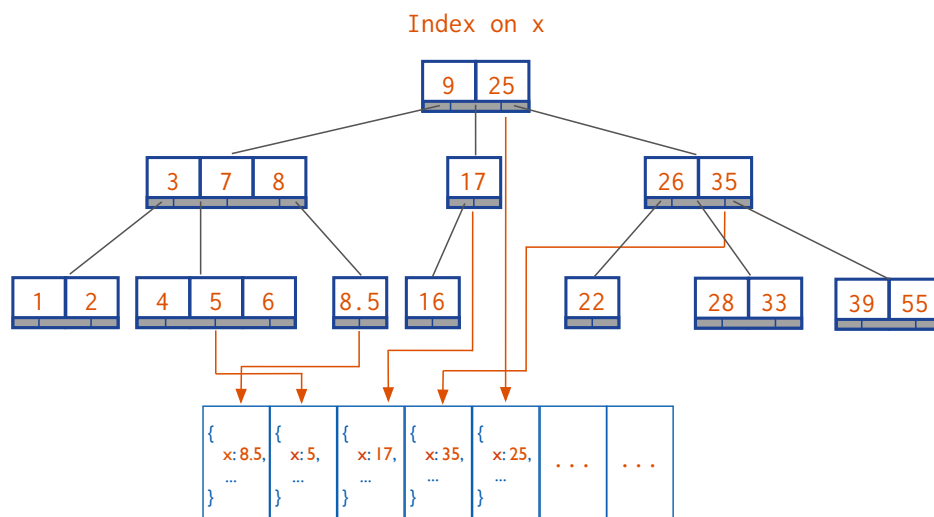 Index on x
9 25
3 7 8 17 26 35
1 2 4 5 6 8.5 16 22 28 33 39 55
{ { { { {
x: 8.5, x: 5, x: 17, x: 35, x: 25, ... ...
... ... ... ... ...
} } } } }